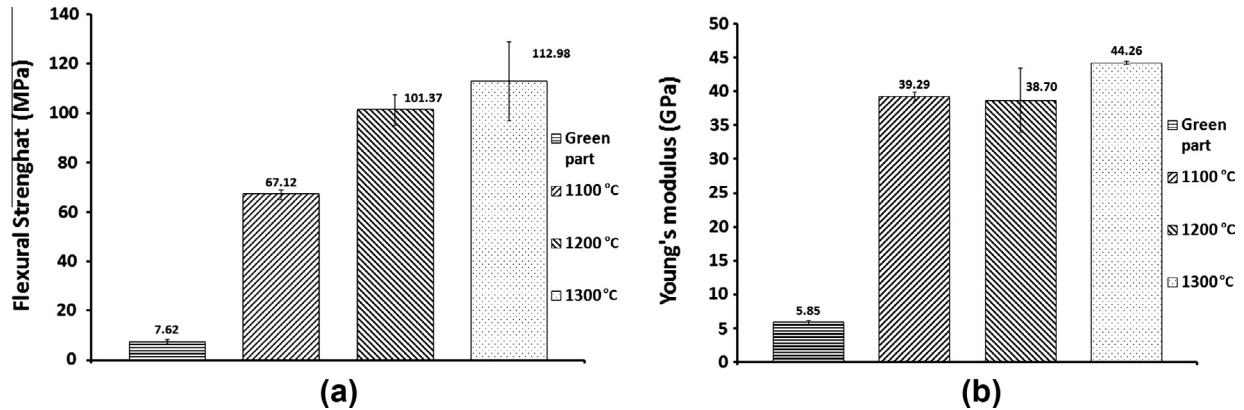 Flexural Strenghat (MPa)
140
120
100
80
60
40
20
0
7.62
67.12
101.37
112.98
Green
part
1100 °C
1200 °C
1300 °C
(a)
Young's modulus (GPa)
50
45
40
35
30
25
20
15
10
5
0
5.85
39.29
38.70
44.26
Green
part
1100 °C
1200 °C
1300 °C
(b)